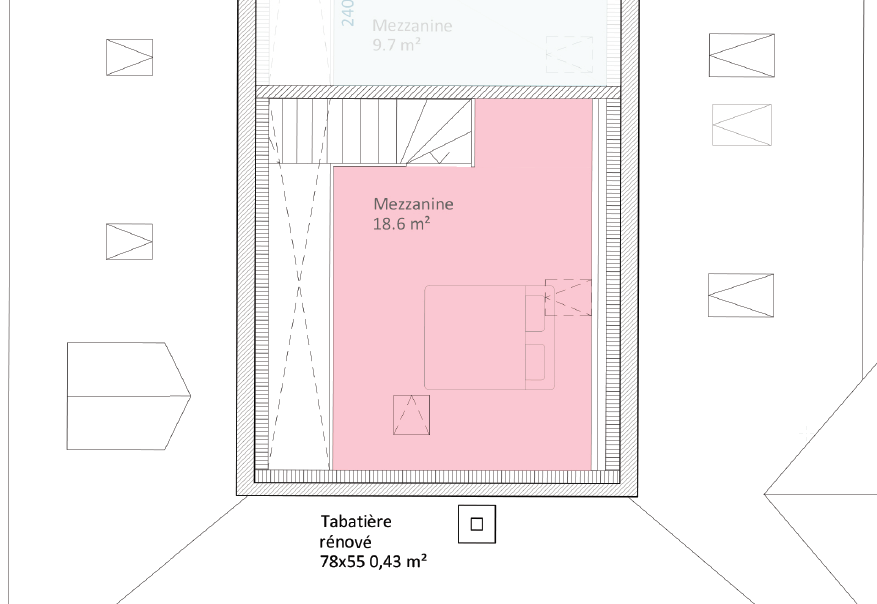 240
Mezzanine
9.7 m²
Mezzanine
18.6 m²
Tabatière
rénové
78x55 0,43 m²